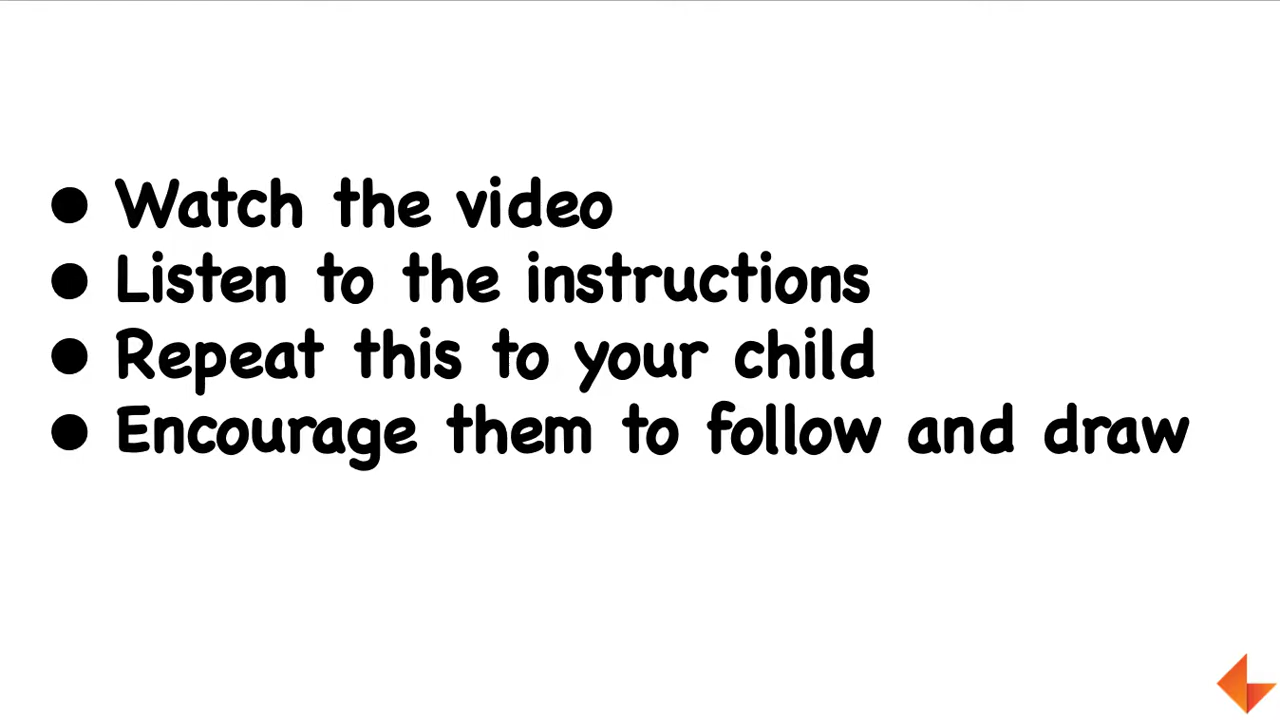 ● Watch the video
● Listen to the instructions
● Repeat this to your child
● Encourage them to follow and draw